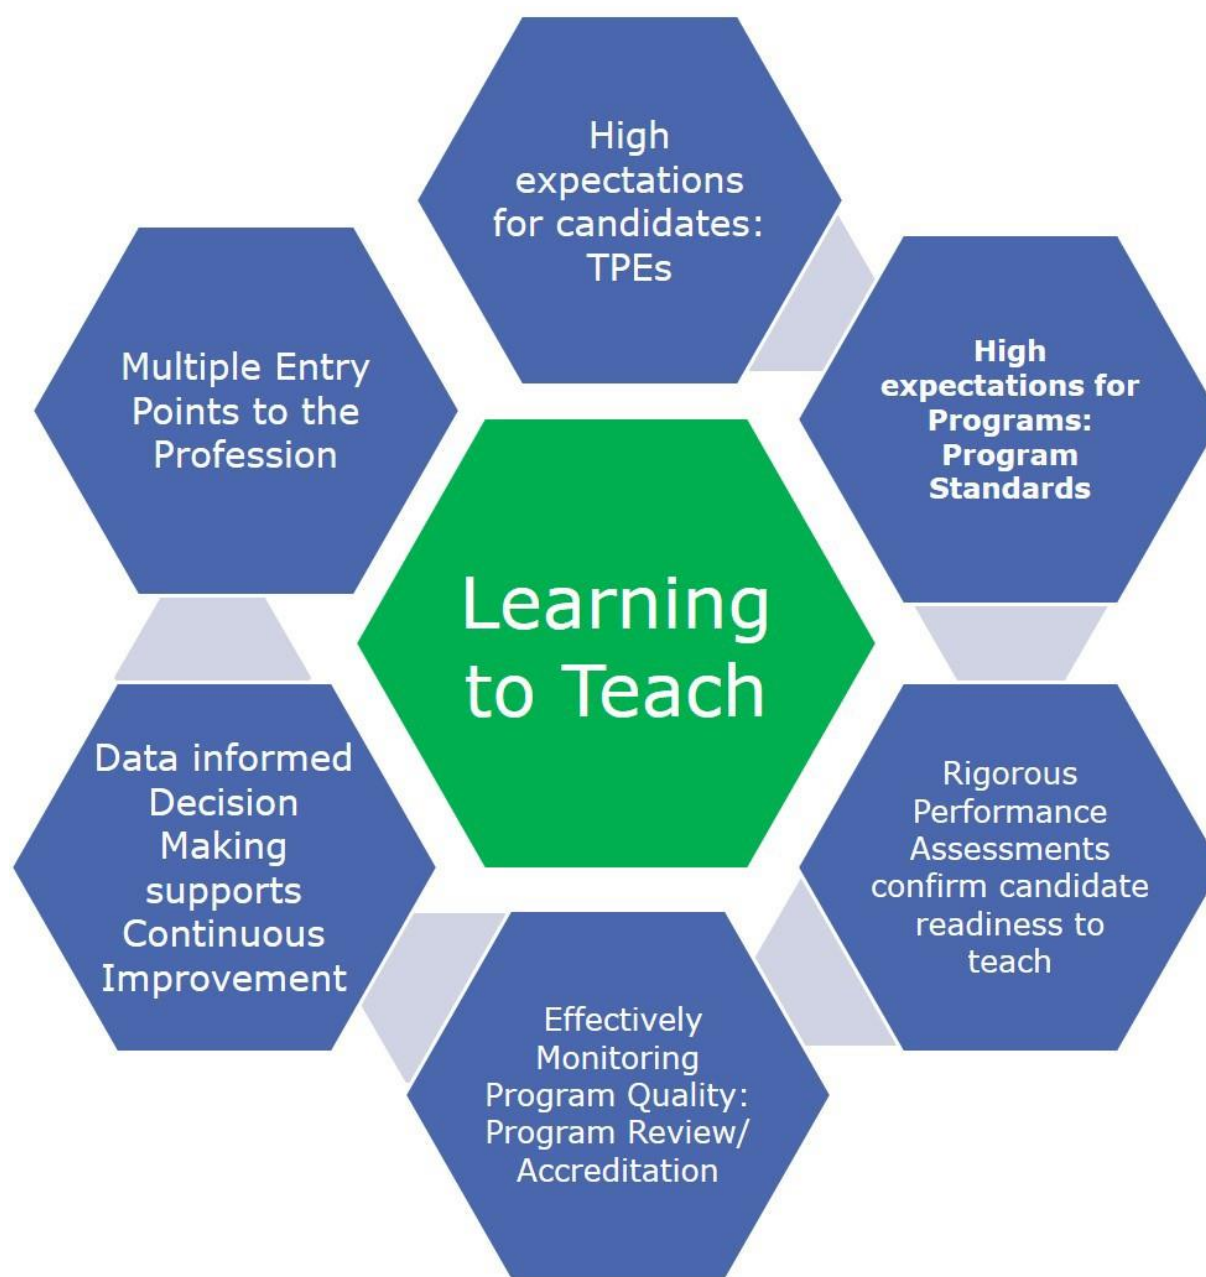 High
expectations
for candidates:
TPEs
High
expectations for
Programs:
Program
Standards
Rigorous
Performance
Assessments
confirm candidate
readiness to
teach
Effectively
Monitoring
Program Quality:
Program Review/
Accreditation
Data informed
Decision
Making
supports
Continuous
Improvement
Multiple Entry
Points to the
Profession
Learning
to Teach